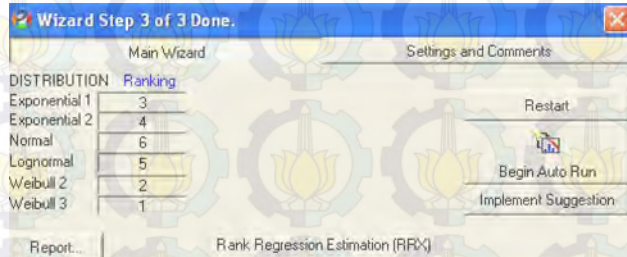 Wizard Step 3 of 3 Done.
Main Wizard Settings and Comments
DISTRIBUTION Ranking
Exponential 1 3
Exponential 2 4
Normal 6
Lognormal 5
Weibull 2 2
Weibull 3 1
Restart
Begin Auto Run
Implement Suggestion
Report... Rank Regression Estimation (RRX)